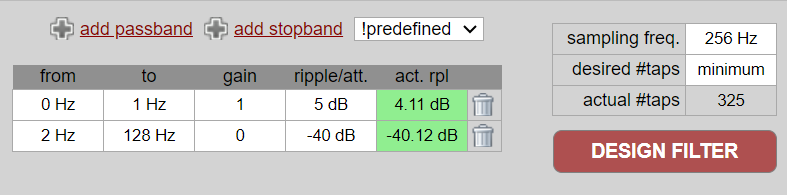 add passband add stopband !predefined
from to gain ripple/att. act. rpl
0 Hz 1 Hz 1 5 dB 4.11 dB
2 Hz 128 Hz 0 -40 dB -40.12 dB
sampling freq. 256 Hz
desired #taps minimum
actual #taps 325
DESIGN FILTER